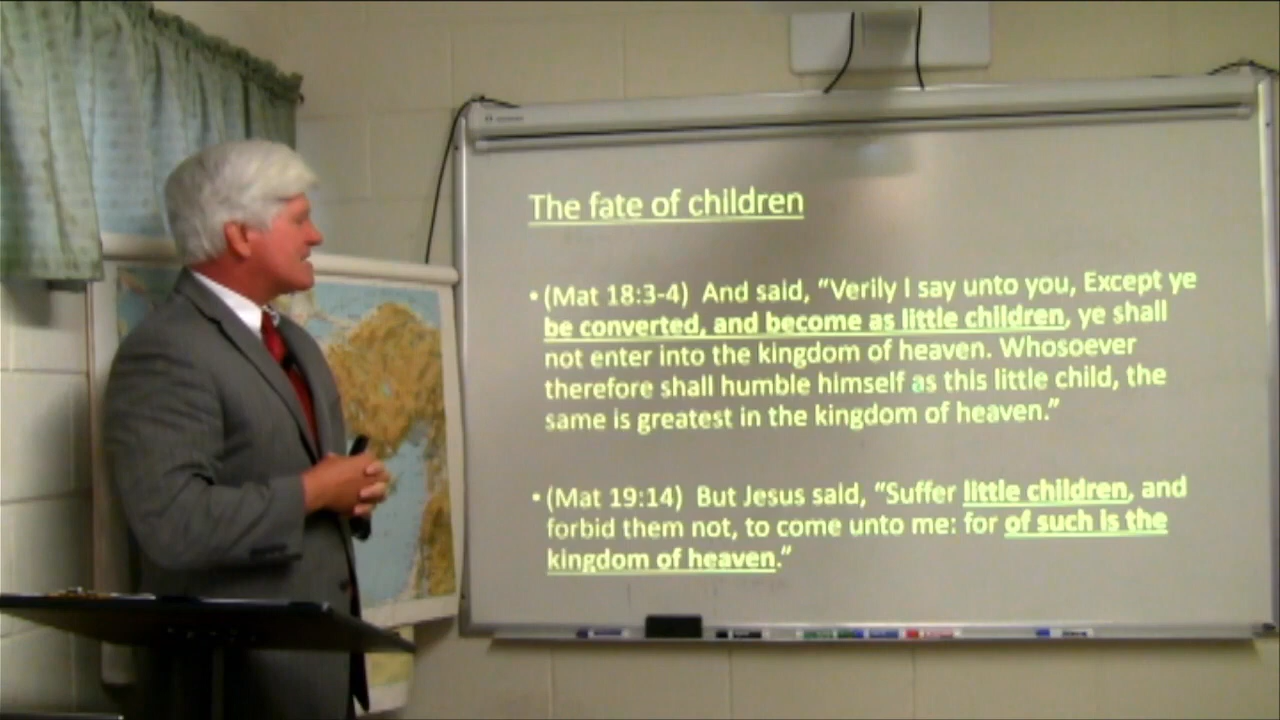 The fate of children
• (Mat 18:3-4) And said, “Verily I say unto you, Except ye
be converted, and become as little children, ye shall
not enter into the kingdom of heaven. Whosoever
therefore shall humble himself as this little child, the
same is greatest in the kingdom of heaven.”
• (Mat 19:14) But Jesus said, “Suffer little children, and
forbid them not, to come unto me: for of such is the
kingdom of heaven.”